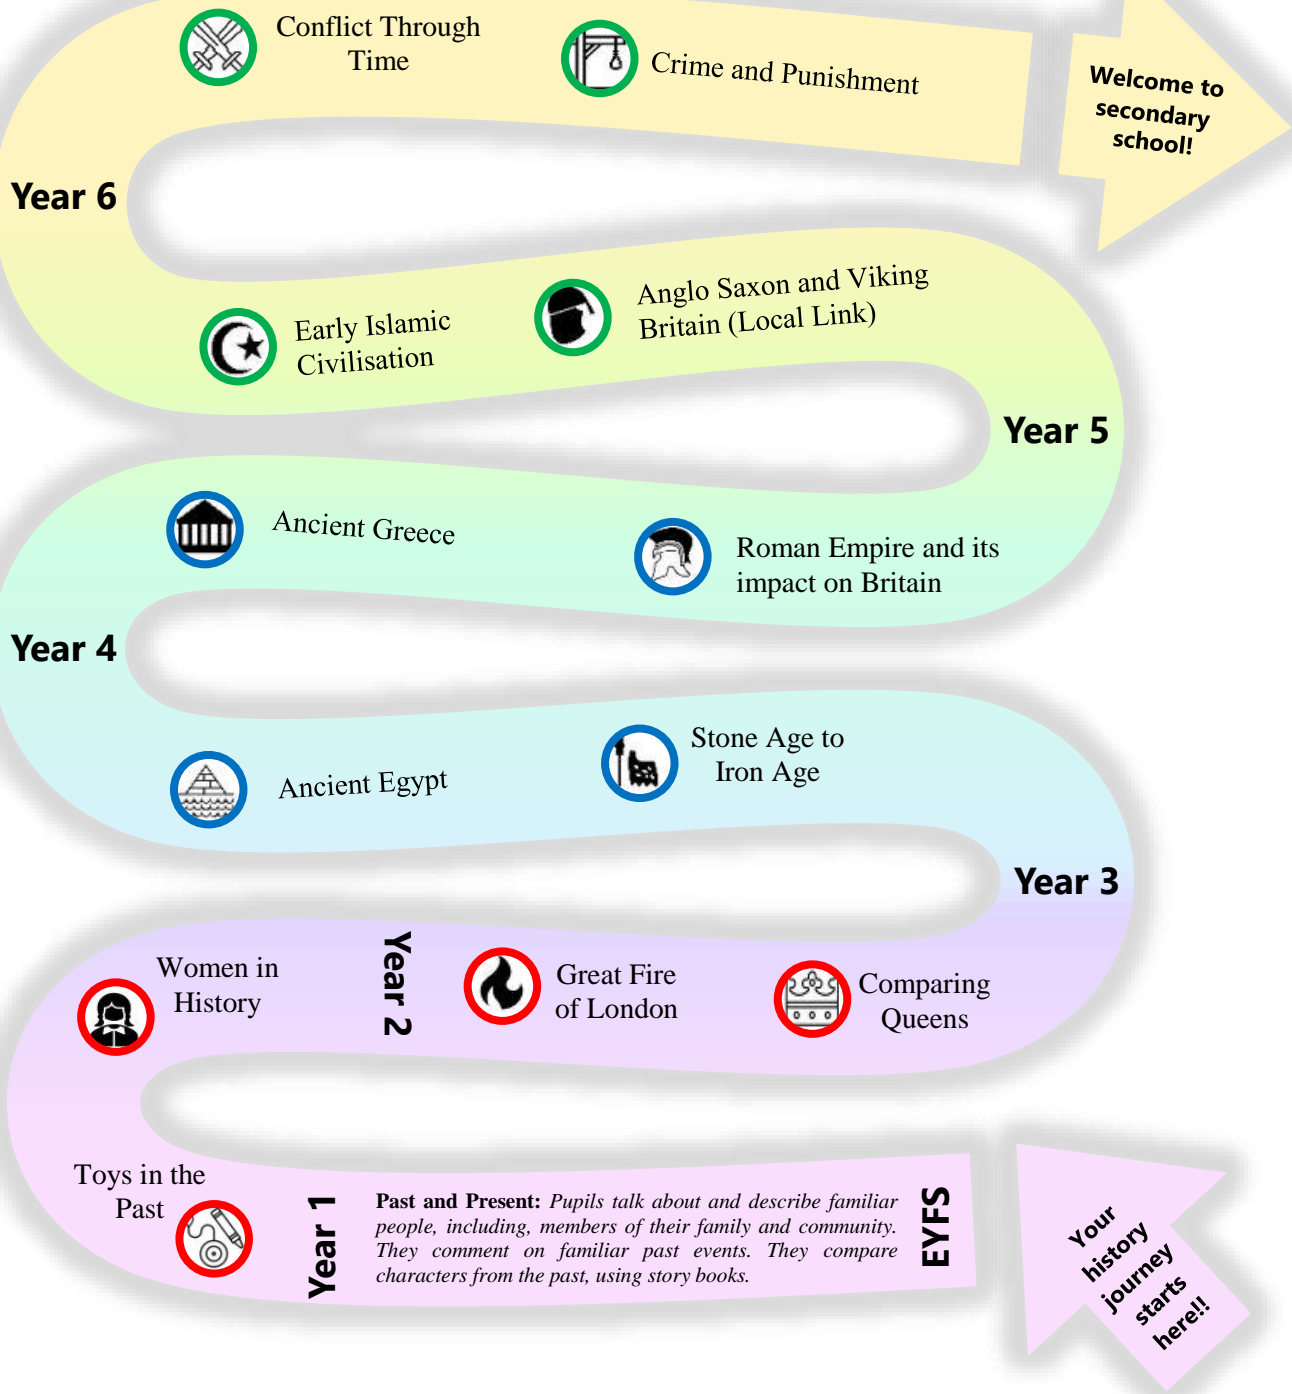 Conflict Through
Time
Crime and Punishment
Welcome to
secondary
school!
Year 6
Early Islamic
Civilisation
Anglo Saxon and Viking
Britain (Local Link)
Year 5
Ancient Greece
Roman Empire and its
impact on Britain
Year 4
Ancient Egypt
Stone Age to
Iron Age
Year 3
Women in
History
Year 2
Great Fire
of London
Comparing
Queens
Toys in the
Past
Year 1
Past and Present: Pupils talk about and describe familiar
people, including, members of their family and community.
They comment on familiar past events. They compare
characters from the past, using story books.
EYFS
Your
history
journey
starts
here!!